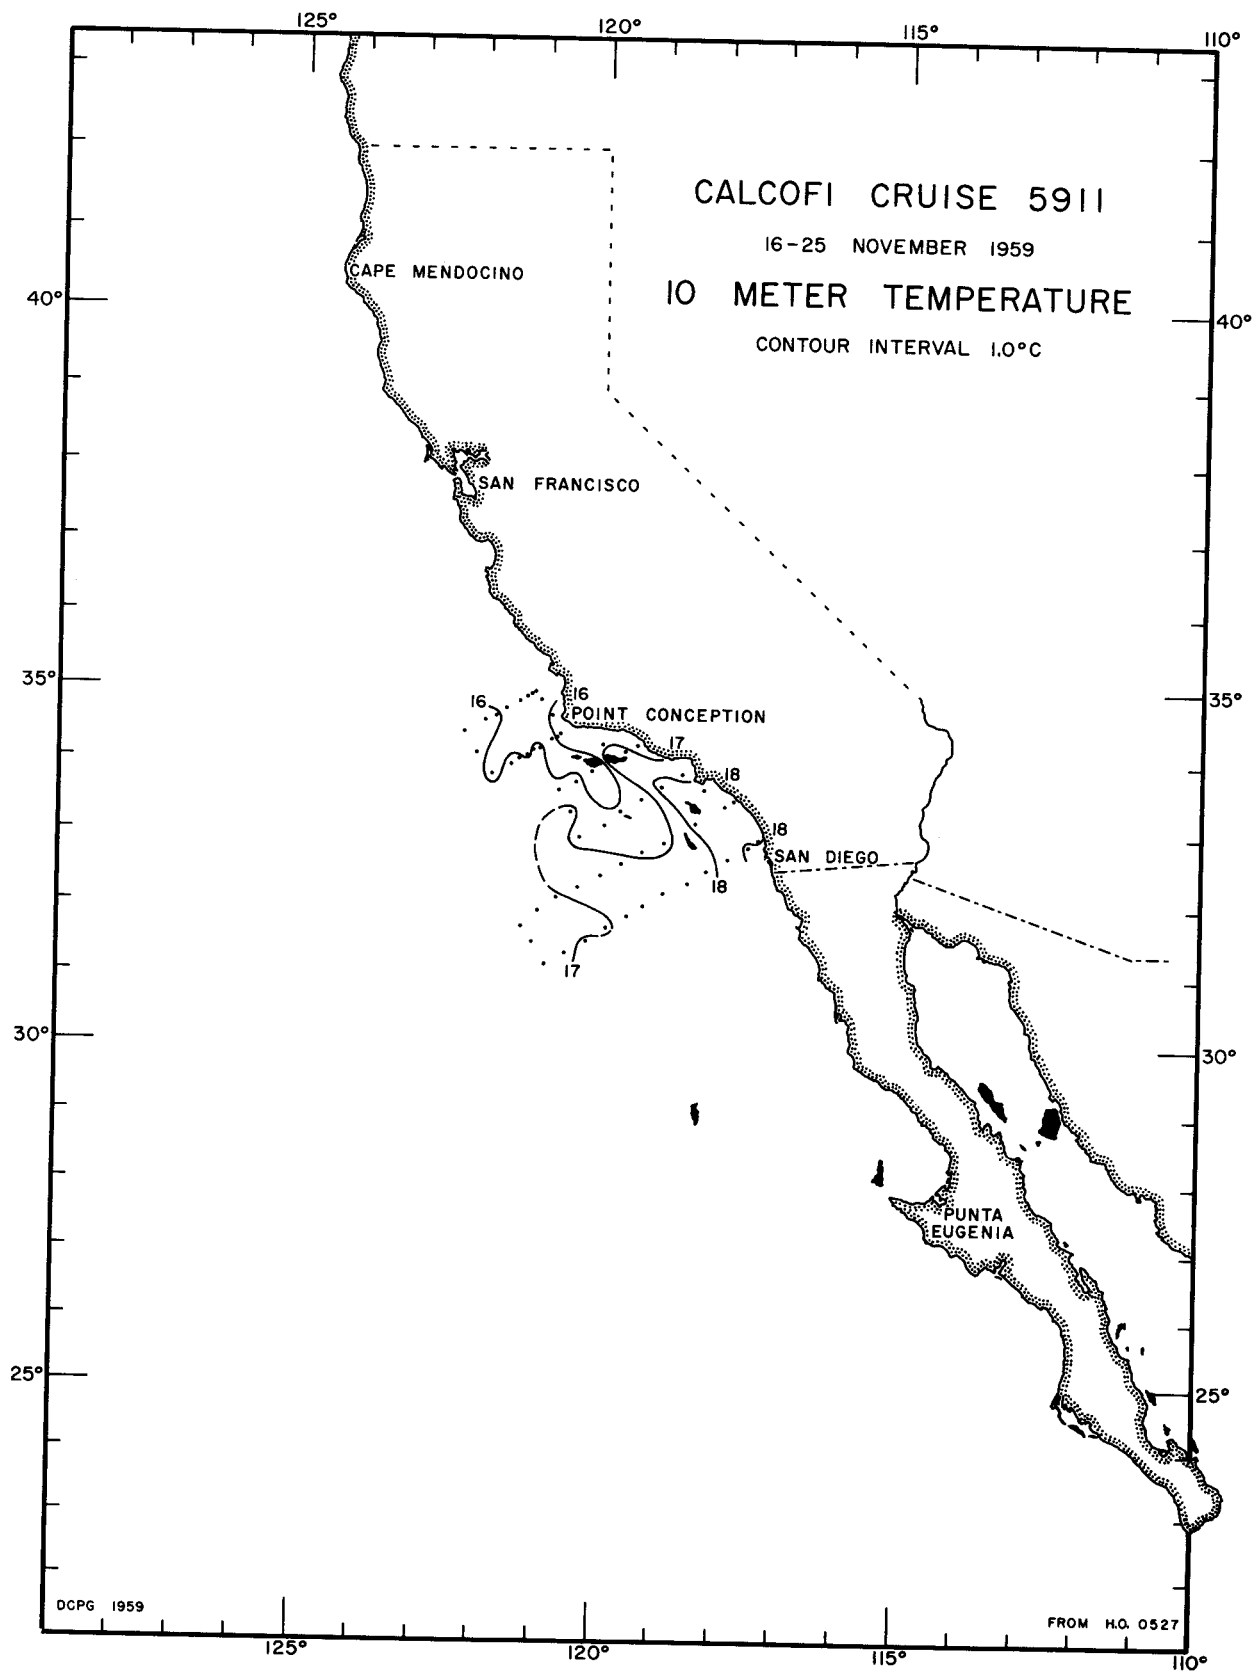 125°
120°
115°
110°
CALCOFI CRUISE 5911
16-25 NOVEMBER 1959
10 METER TEMPERATURE
CONTOUR INTERVAL 1.0°C
CAPE MENDOCINO
40°
40°
SAN FRANCISCO
35°
35°
16
16
POINT CONCEPTION
17
18
18
SAN DIEGO
18
17
30°
30°
PUNTA
EUGENIA
25°
25°
DCPG 1959
FROM H.O. 0527
125°
120°
115°
110°